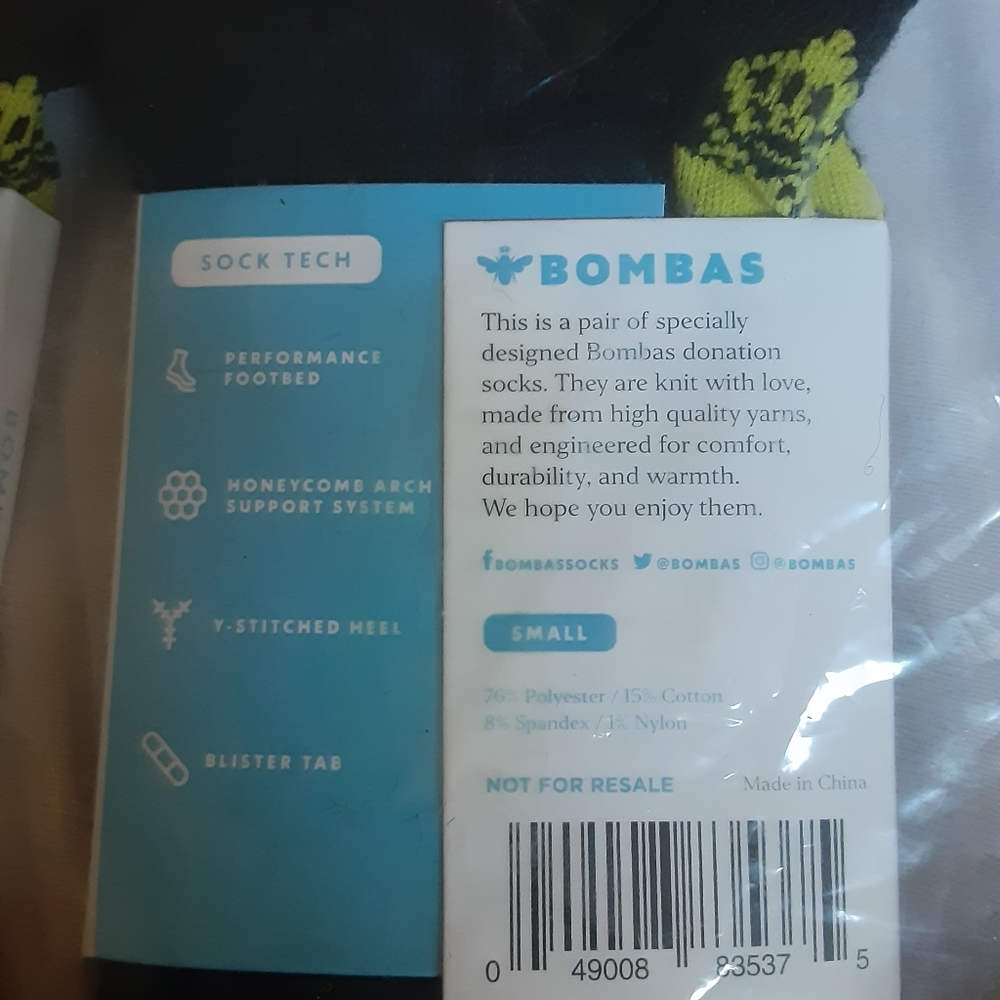 SOCK TECH
PERFORMANCE
FOOTBED
HONEYCOMB ARCH
SUPPORT SYSTEM
Y-STITCHED HEEL
BLISTER TAB
BOMBAS
This is a pair of specially
designed Bombas donation
socks. They are knit with love,
made from high quality yarns,
and engineered for comfort,
durability, and warmth.
We hope you enjoy them.
BOMBASSOCKS @BOMBAS @BOMBAS
SMALL
76% Polyester / 15% Cotton
8% Spandex / 1% Nylon
NOT FOR RESALE Made in China
0 49008 83537 5